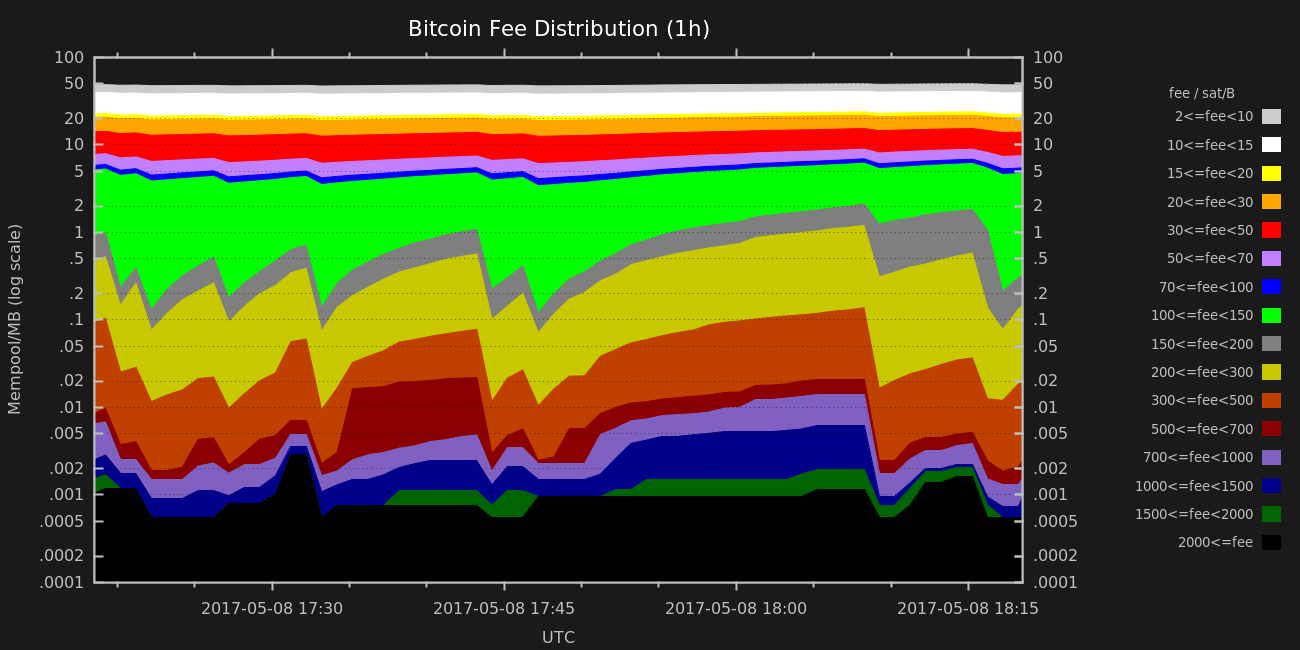 Bitcoin Fee Distribution (1h)
Mempool/MB (log scale)
100
50
20
10
5
2
1
.5
.2
.1
.05
.02
.01
.005
.002
.001
.0005
.0002
.0001
100
50
20
10
5
2
1
.5
.2
.1
.05
.02
.01
.005
.002
.001
.0005
.0002
.0001
fee / sat/B
2<=fee<10
10<=fee<15
15<=fee<20
20<=fee<30
30<=fee<50
50<=fee<70
70<=fee<100
100<=fee<150
150<=fee<200
200<=fee<300
300<=fee<500
500<=fee<700
700<=fee<1000
1000<=fee<1500
1500<=fee<2000
2000<=fee
2017-05-08 17:30 2017-05-08 17:45 2017-05-08 18:00 2017-05-08 18:15
UTC